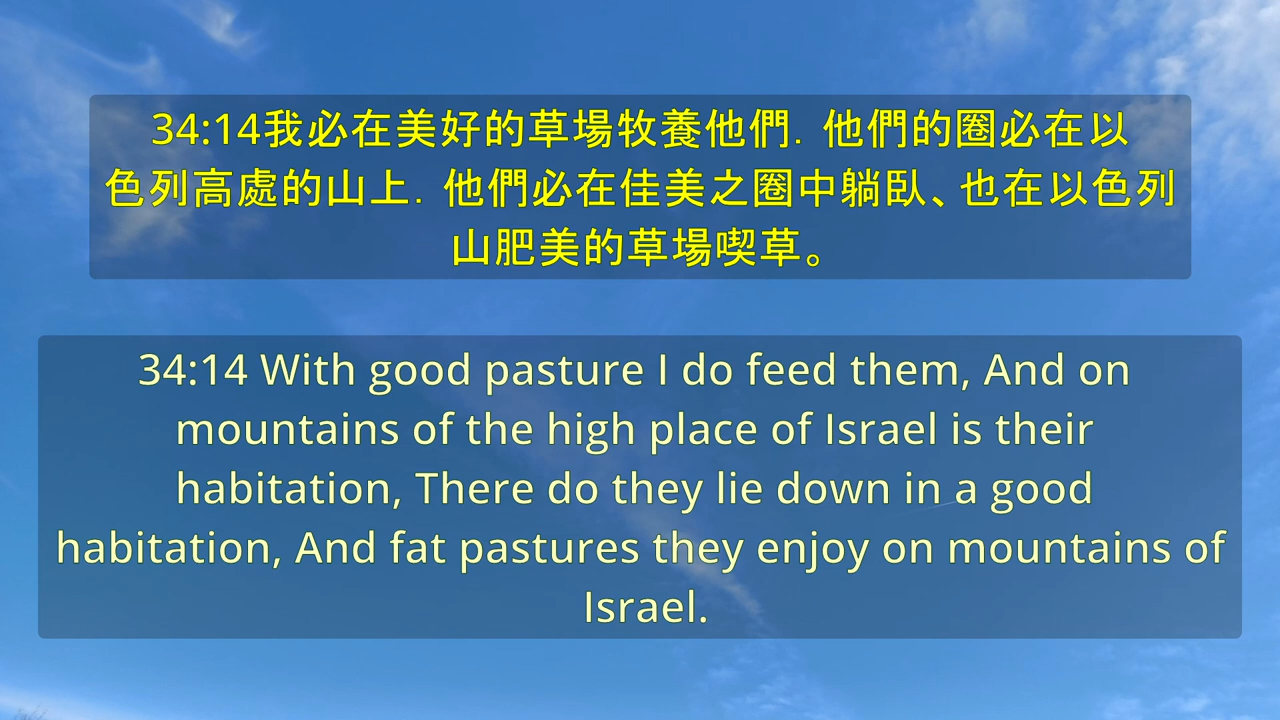 34:14我必在美好的草場牧養他們．他們的圈必在以
色列高處的山上．他們必在佳美之圈中躺臥、也在以色列
山肥美的草場喫草。
34:14 With good pasture I do feed them, And on
mountains of the high place of Israel is their
habitation, There do they lie down in a good
habitation, And fat pastures they enjoy on mountains of
Israel.